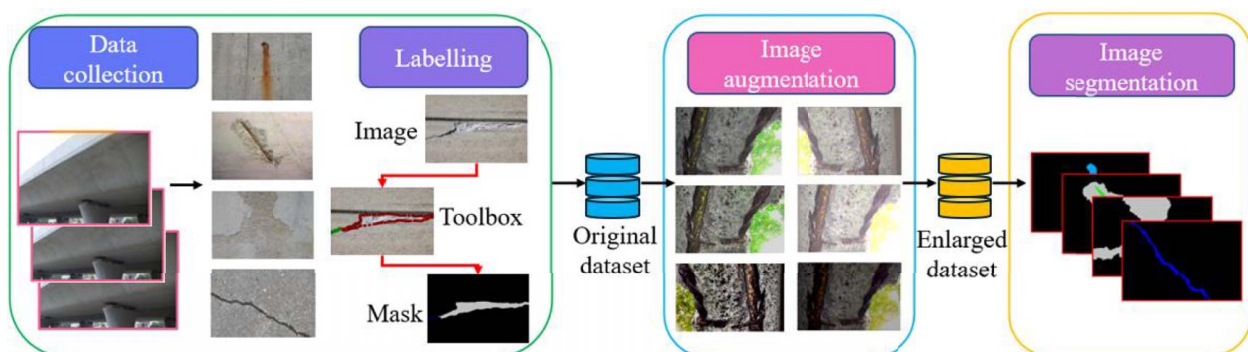 Data
collection
Labelling
Image
Toolbox
Mask
Original
dataset
Image
augmentation
Enlarged
dataset
Image
segmentation